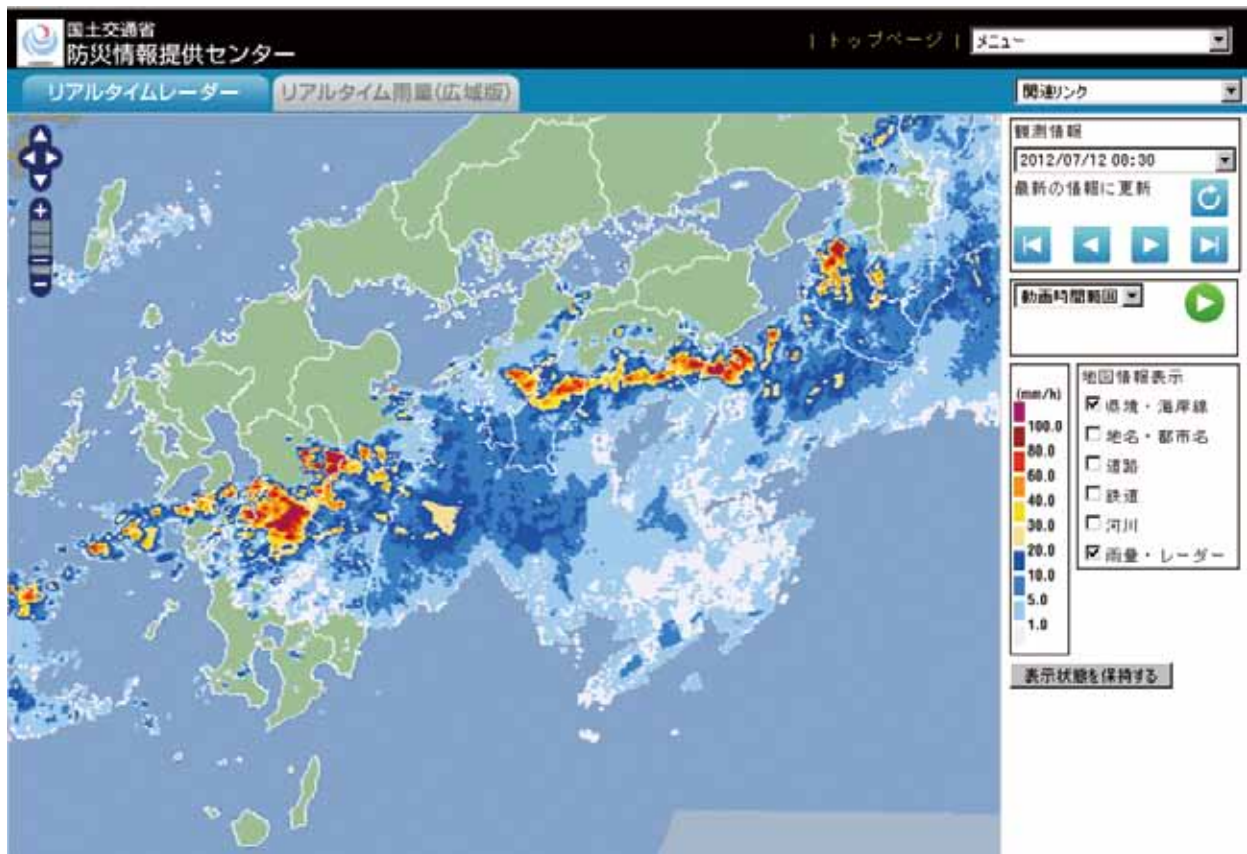 国土交通省
防災情報提供センター
| トップページ |
メニュー
リアルタイムレーダー
リアルタイム雨量(広域版)
関連リンク
観測情報
2012/07/12 08:30
最新の情報に更新
動画時間範囲
(mm/h)
100.0
80.0
60.0
40.0
30.0
20.0
10.0
5.0
1.0
地図情報表示
県境・海岸線
地名・都市名
道路
鉄道
河川
雨量・レーダー
表示状態を保持する